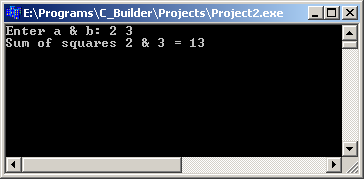 E:\Programs\C_Builder\Projects\Project2.exe
Enter a & b: 2 3
Sum of squares 2 & 3 = 13